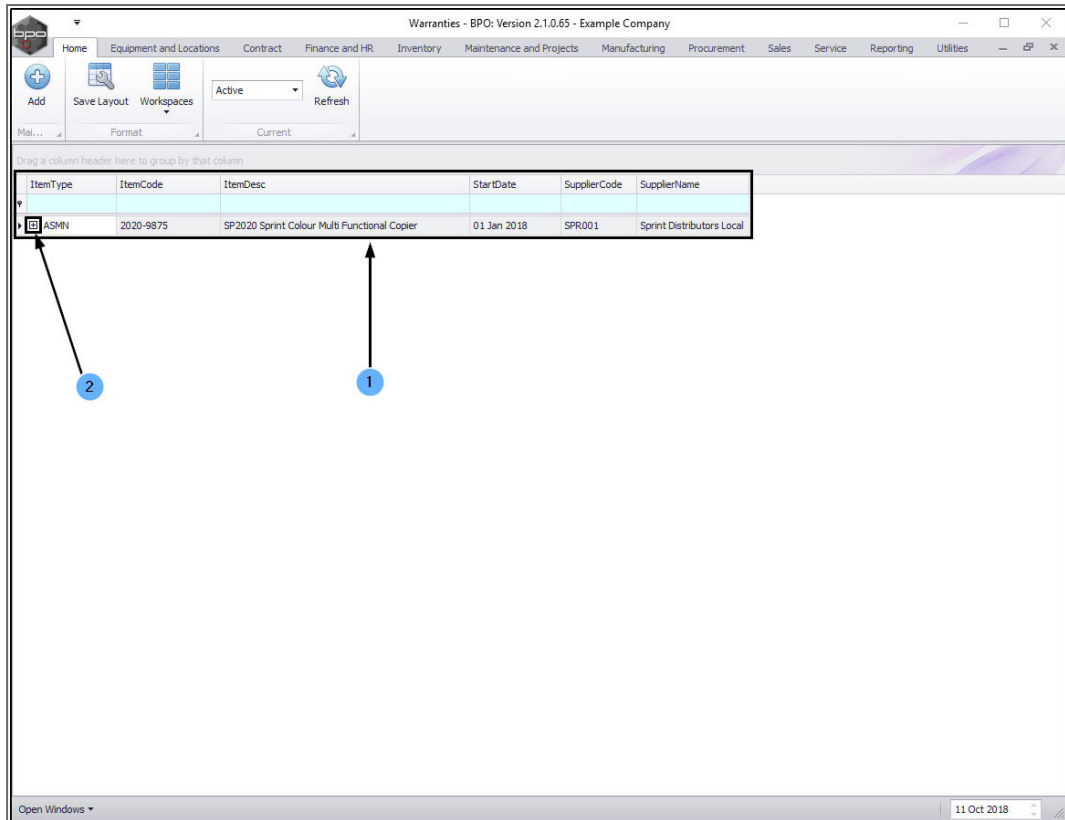 bpo
Warranties - BPO: Version 2.1.0.65 - Example Company
Home Equipment and Locations Contract Finance and HR Inventory Maintenance and Projects Manufacturing Procurement Sales Service Reporting Utilities
Add Save Layout Workspaces Active Refresh
Mai... Format Current
Drag a column header here to group by that column
ItemType ItemCode ItemDesc StartDate SupplierCode SupplierName
ASMN 2020-9875 SP2020 Sprint Colour Multi Functional Copier 01 Jan 2018 SPR001 Sprint Distributors Local
2 1
Open Windows 11 Oct 2018